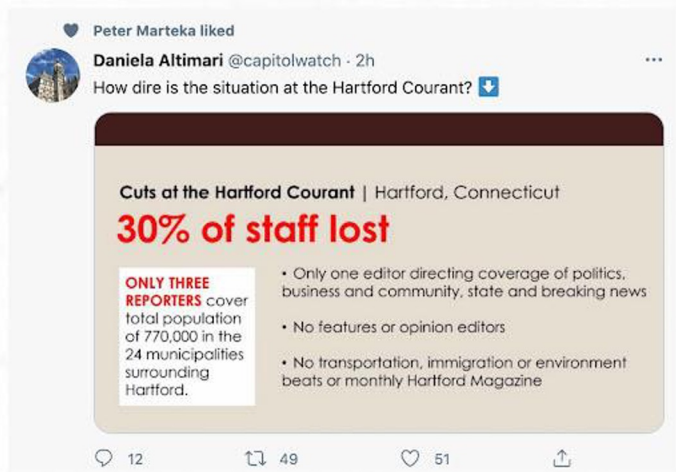 Peter Marteka liked
Daniela Altimari @capitolwatch · 2h
How dire is the situation at the Hartford Courant? ⬇️
Cuts at the Hartford Courant | Hartford, Connecticut
30% of staff lost
ONLY THREE
REPORTERS cover
total population
of 770,000 in the
24 municipalities
surrounding
Hartford.
• Only one editor directing coverage of politics,
business and community, state and breaking news
• No features or opinion editors
• No transportation, immigration or environment
beats or monthly Hartford Magazine
12 49 51